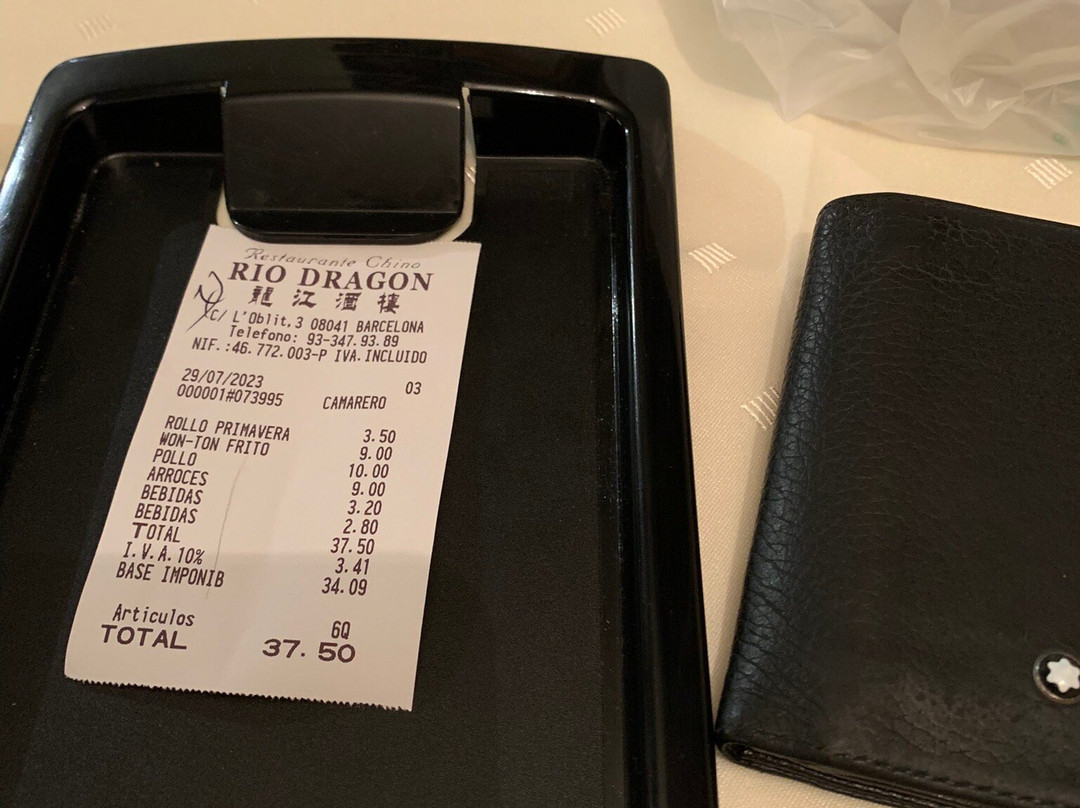 Restaurante Chino
RIO DRAGON
龍江酒樓
C/ L'Oblit,3 08041 BARCELONA
Telefono: 93-347.93.89
NIF.:46.772.003-P IVA.INCLUIDO
29/07/2023 03
000001#073995 CAMARERO
ROLLO PRIMAVERA 3.50
WON-TON FRITO 9.00
POLLO 10.00
ARROCES 9.00
BEBIDAS 3.20
BEBIDAS 2.80
TOTAL 37.50
I.V.A.10% 3.41
BASE IMPONIB 34.09
Articulos 6Q
TOTAL 37.50